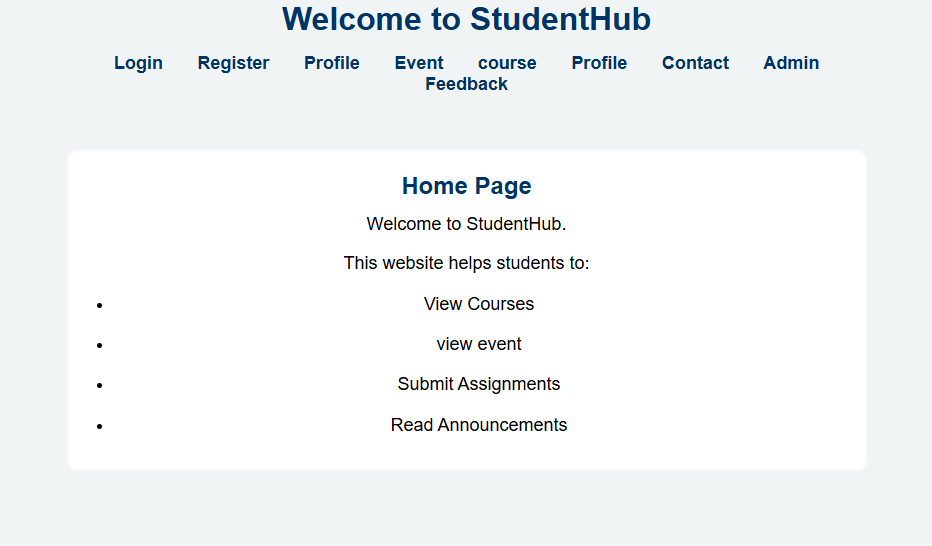 Welcome to StudentHub
Login Register Profile Event course Profile Contact Admin
Feedback
Home Page
Welcome to StudentHub.
This website helps students to:
• View Courses
• view event
• Submit Assignments
• Read Announcements